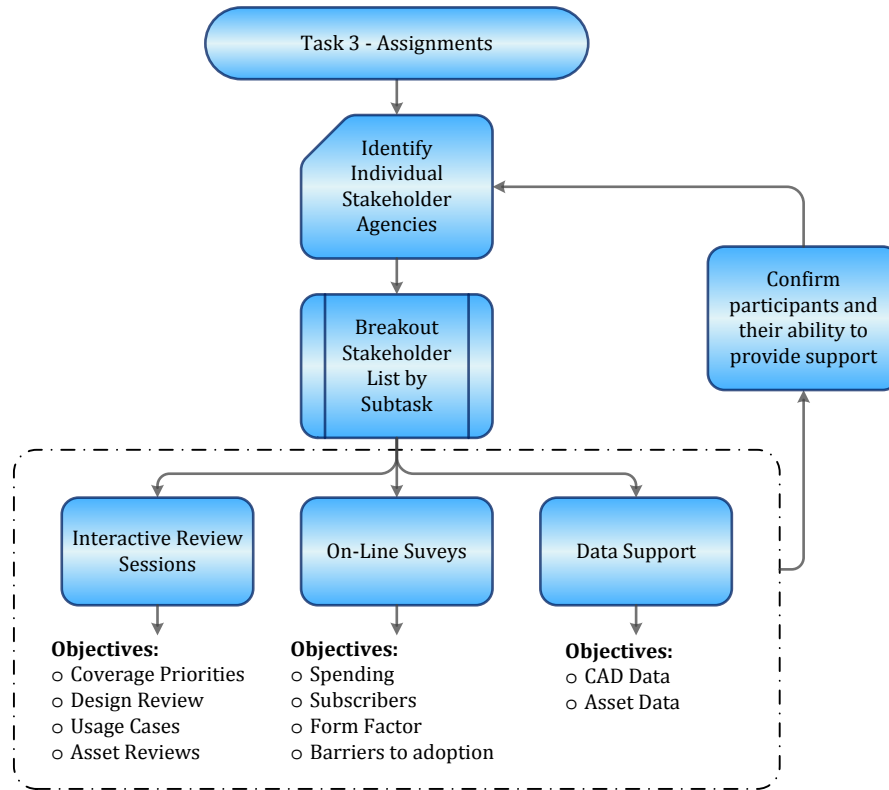 Task 3 - Assignments
Identify
Individual
Stakeholder
Agencies
Confirm
participants and
their ability to
provide support
Breakout
Stakeholder
List by
Subtask
Interactive Review
Sessions
On-Line Suveys
Data Support
Objectives:
o Coverage Priorities
o Design Review
o Usage Cases
o Asset Reviews
Objectives:
o Spending
o Subscribers
o Form Factor
o Barriers to adoption
Objectives:
o CAD Data
o Asset Data